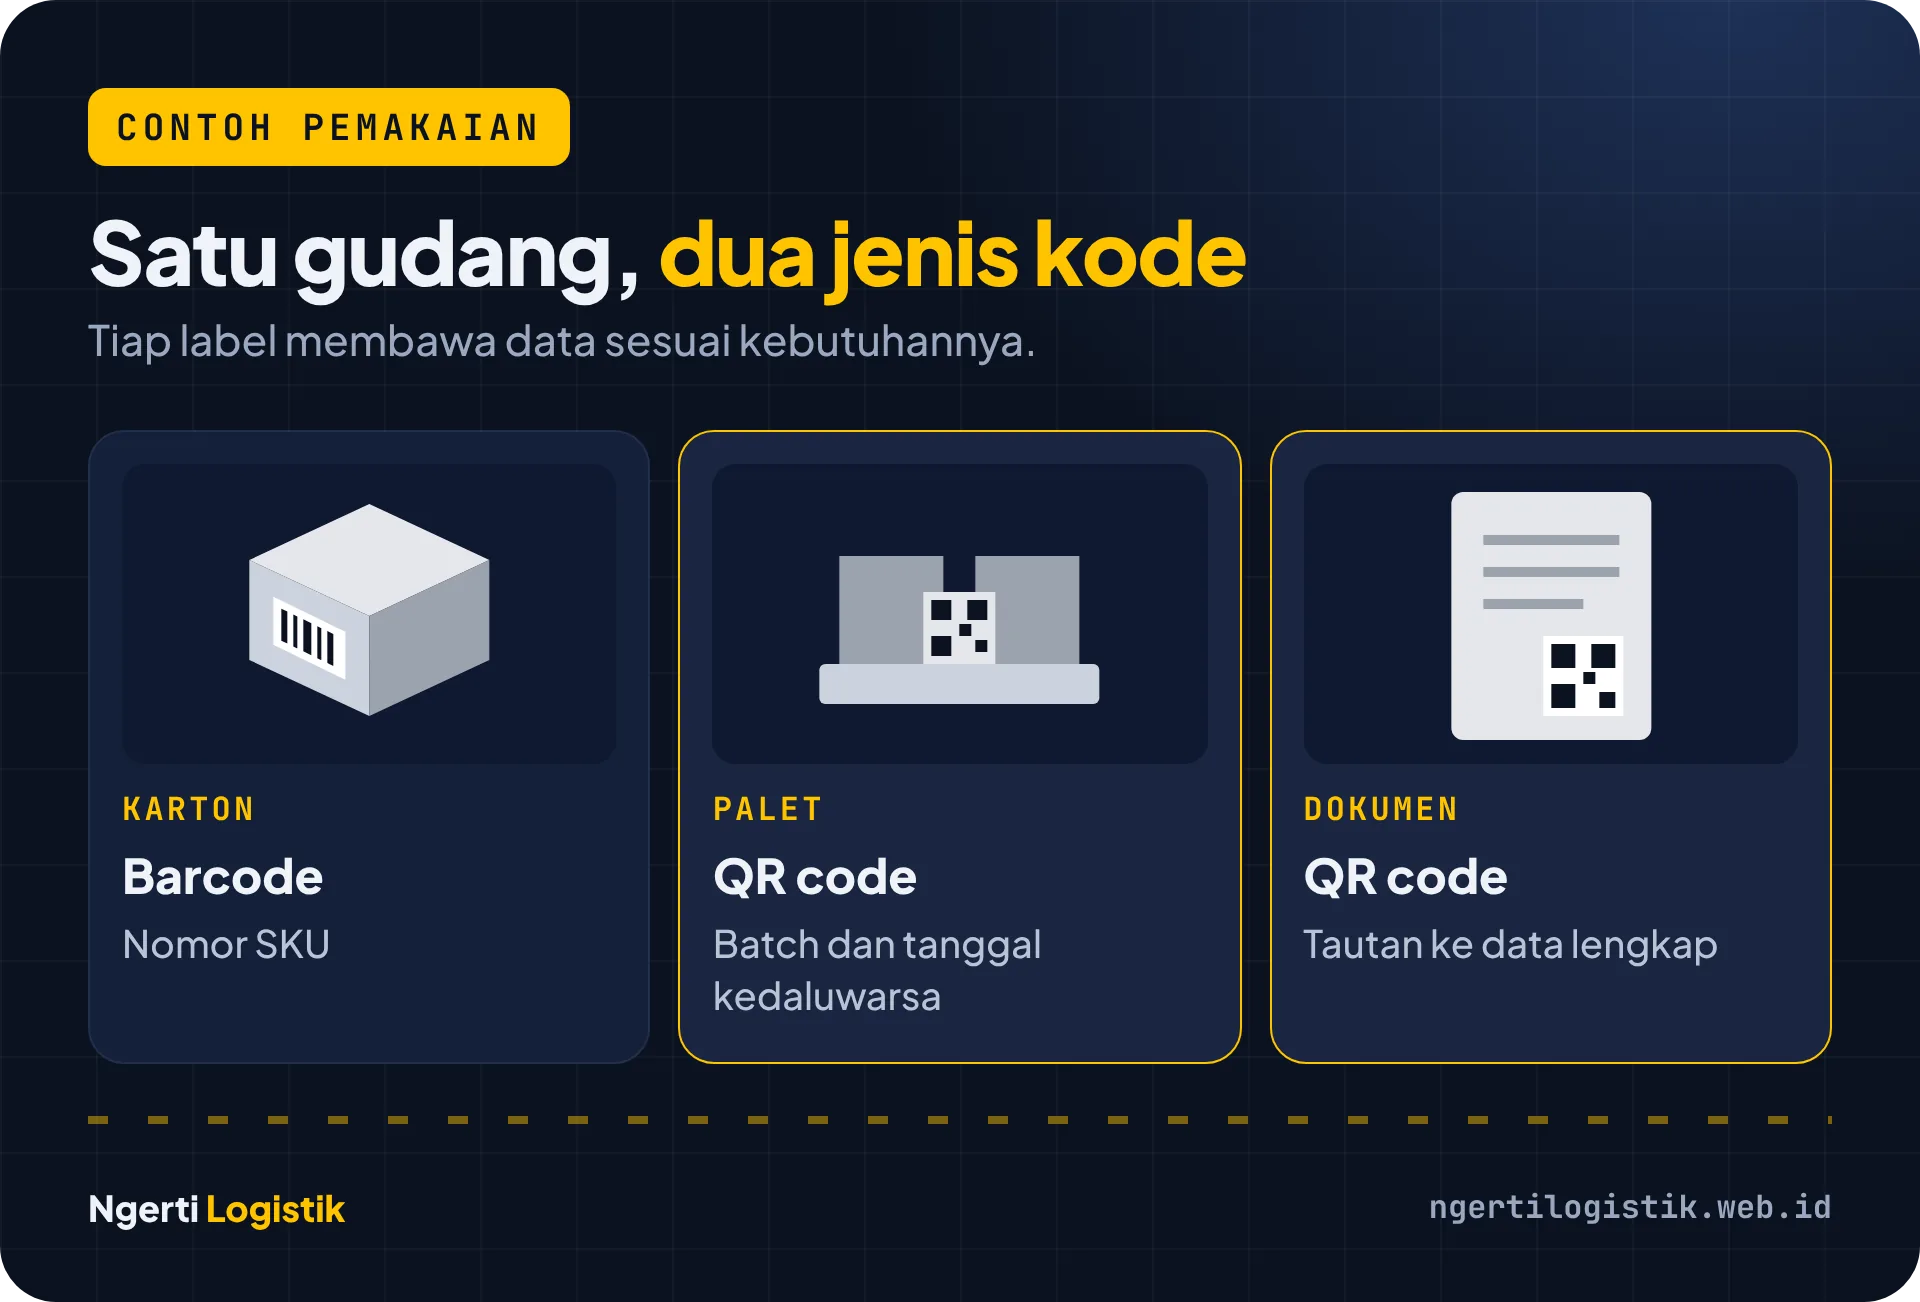 CONTOH PEMAKAIAN
Satu gudang, dua jenis kode
Tiap label membawa data sesuai kebutuhannya.
KARTON
Barcode
Nomor SKU
PALET
QR code
Batch dan tanggal
kedaluwarsa
DOKUMEN
QR code
Tautan ke data lengkap
Ngerti Logistik
ngertilogistik.web.id